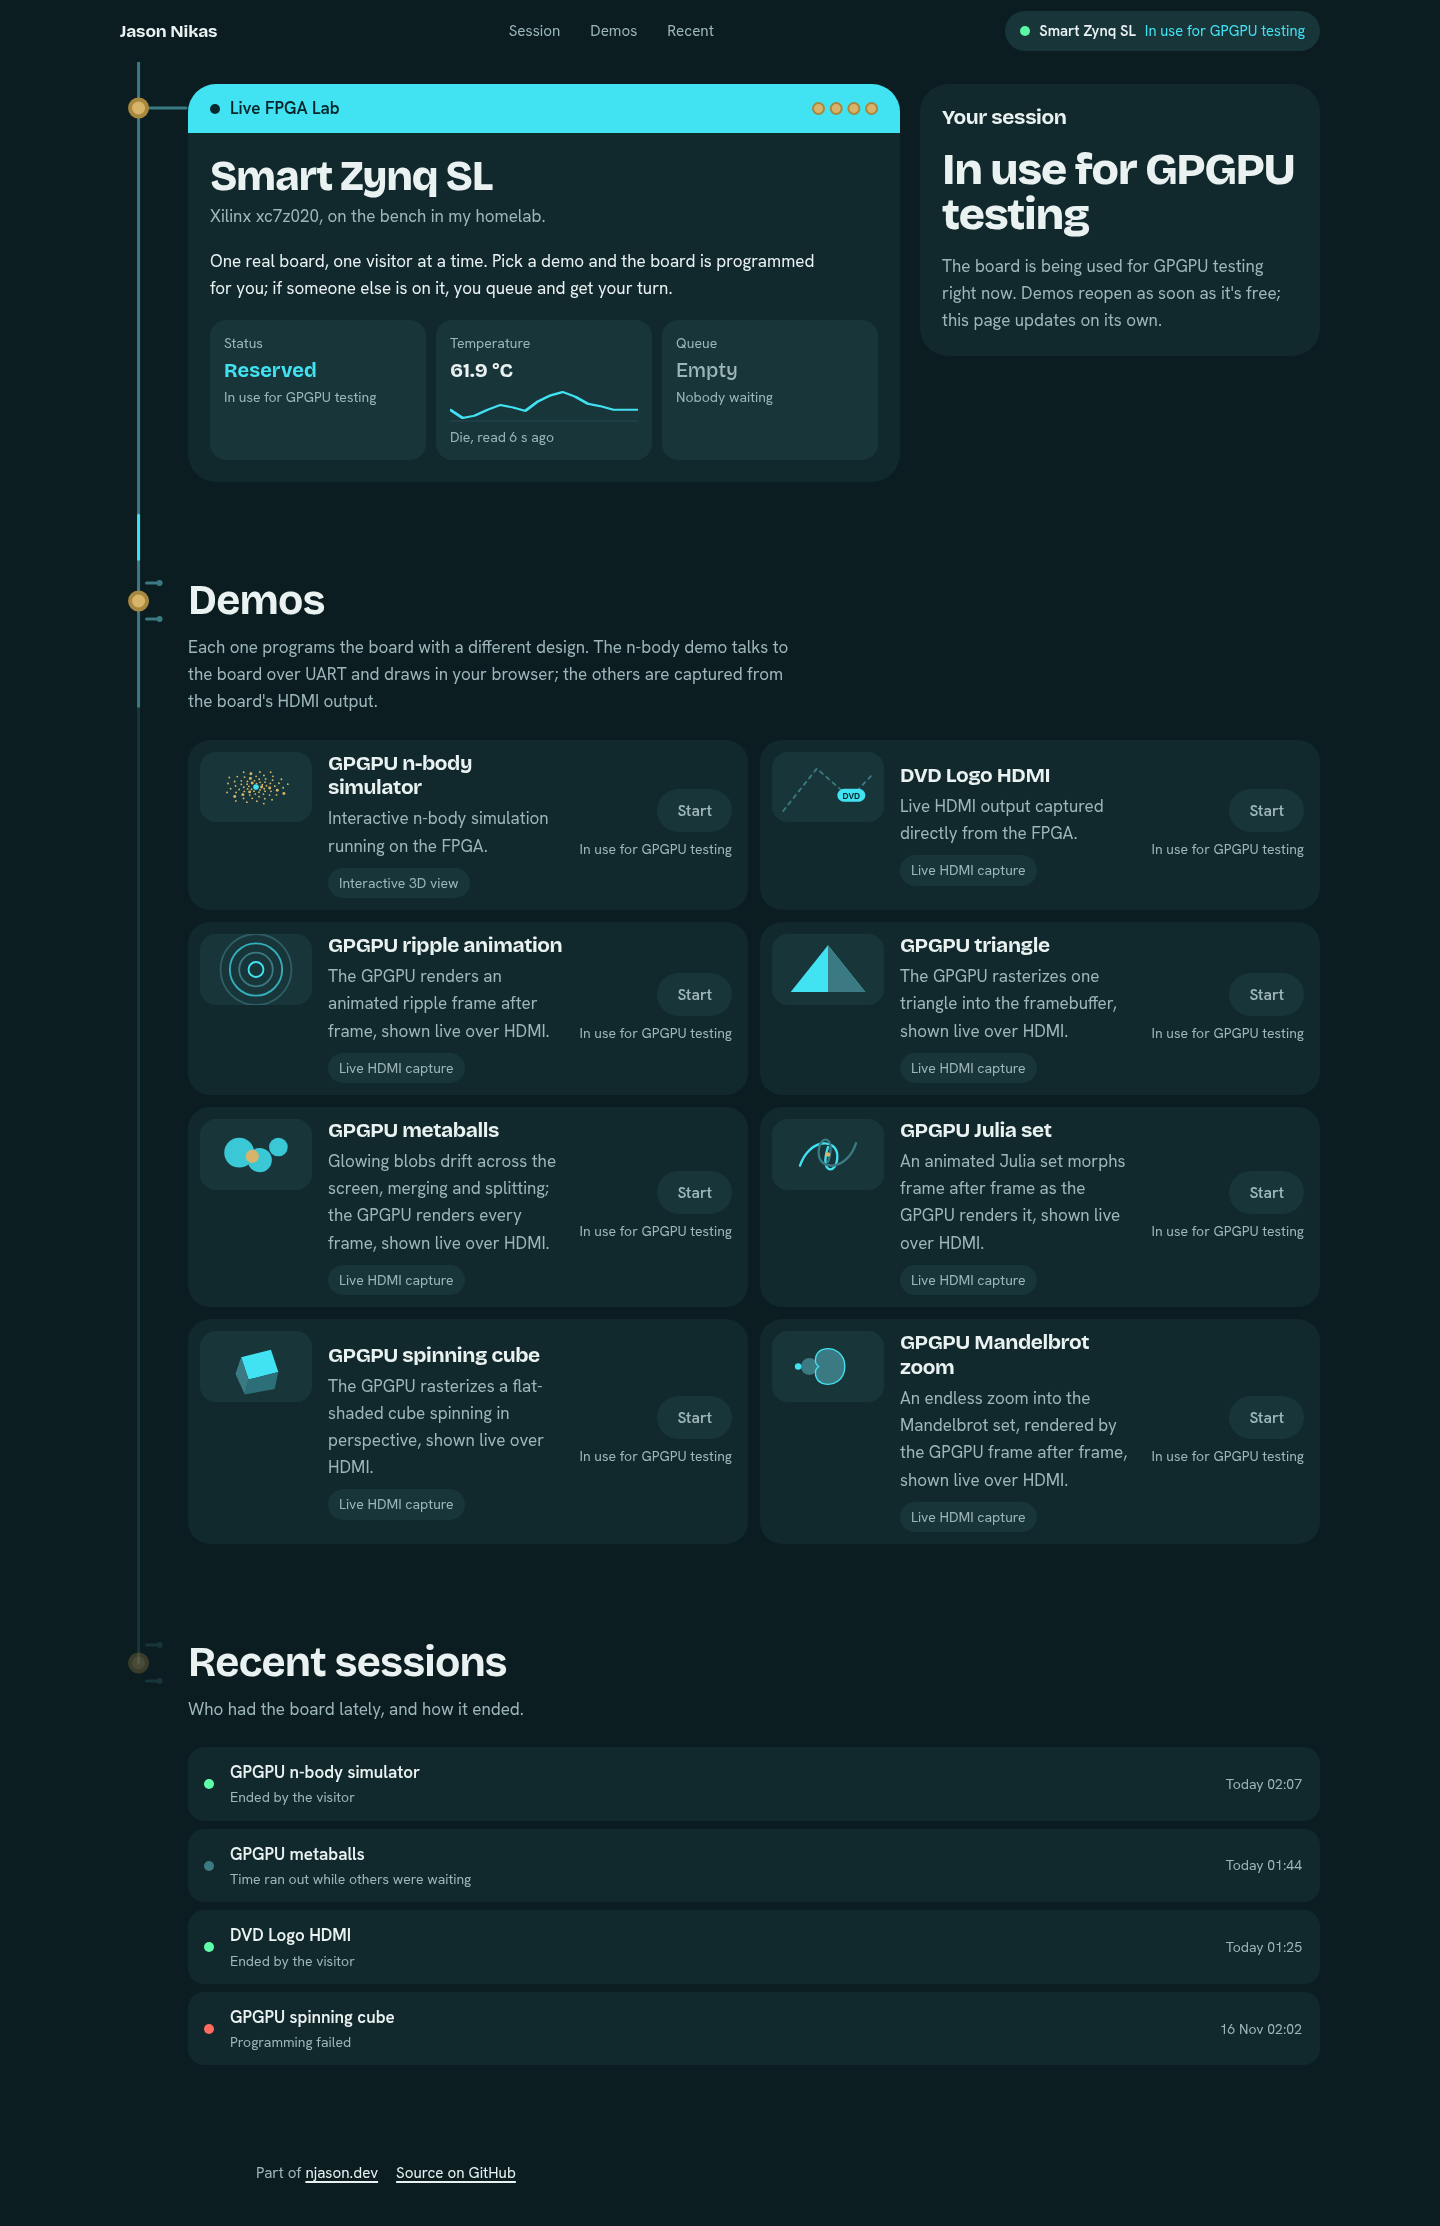 Jason Nikas
Session
Demos
Recent
Smart Zynq SL In use for GPGPU testing
Live FPGA Lab
Smart Zynq SL
Xilinx xc7z020, on the bench in my homelab.
One real board, one visitor at a time. Pick a demo and the board is programmed
for you; if someone else is on it, you queue and get your turn.
Status
Reserved
In use for GPGPU testing
Temperature
61.9 °C
Die, read 6 s ago
Queue
Empty
Nobody waiting
Your session
In use for GPGPU
testing
The board is being used for GPGPU testing
right now. Demos reopen as soon as it's free;
this page updates on its own.
Demos
Each one programs the board with a different design. The n-body demo talks to
the board over UART and draws in your browser; the others are captured from
the board's HDMI output.
GPGPU n-body
simulator
Interactive n-body simulation
running on the FPGA.
Interactive 3D view
Start
In use for GPGPU testing
DVD
DVD Logo HDMI
Live HDMI output captured
directly from the FPGA.
Live HDMI capture
Start
In use for GPGPU testing
GPGPU ripple animation
The GPGPU renders an
animated ripple frame after
frame, shown live over HDMI.
Live HDMI capture
Start
In use for GPGPU testing
GPGPU triangle
The GPGPU rasterizes one
triangle into the framebuffer,
shown live over HDMI.
Live HDMI capture
Start
In use for GPGPU testing
GPGPU metaballs
Glowing blobs drift across the
screen, merging and splitting;
the GPGPU renders every
frame, shown live over HDMI.
Live HDMI capture
Start
In use for GPGPU testing
GPGPU Julia set
An animated Julia set morphs
frame after frame as the
GPGPU renders it, shown live
over HDMI.
Live HDMI capture
Start
In use for GPGPU testing
GPGPU spinning cube
The GPGPU rasterizes a flat-
shaded cube spinning in
perspective, shown live over
HDMI.
Live HDMI capture
Start
In use for GPGPU testing
GPGPU Mandelbrot
zoom
An endless zoom into the
Mandelbrot set, rendered by
the GPGPU frame after frame,
shown live over HDMI.
Live HDMI capture
Start
In use for GPGPU testing
Recent sessions
Who had the board lately, and how it ended.
GPGPU n-body simulator
Ended by the visitor
Today 02:07
GPGPU metaballs
Time ran out while others were waiting
Today 01:44
DVD Logo HDMI
Ended by the visitor
Today 01:25
GPGPU spinning cube
Programming failed
16 Nov 02:02
Part of njason.dev
Source on GitHub